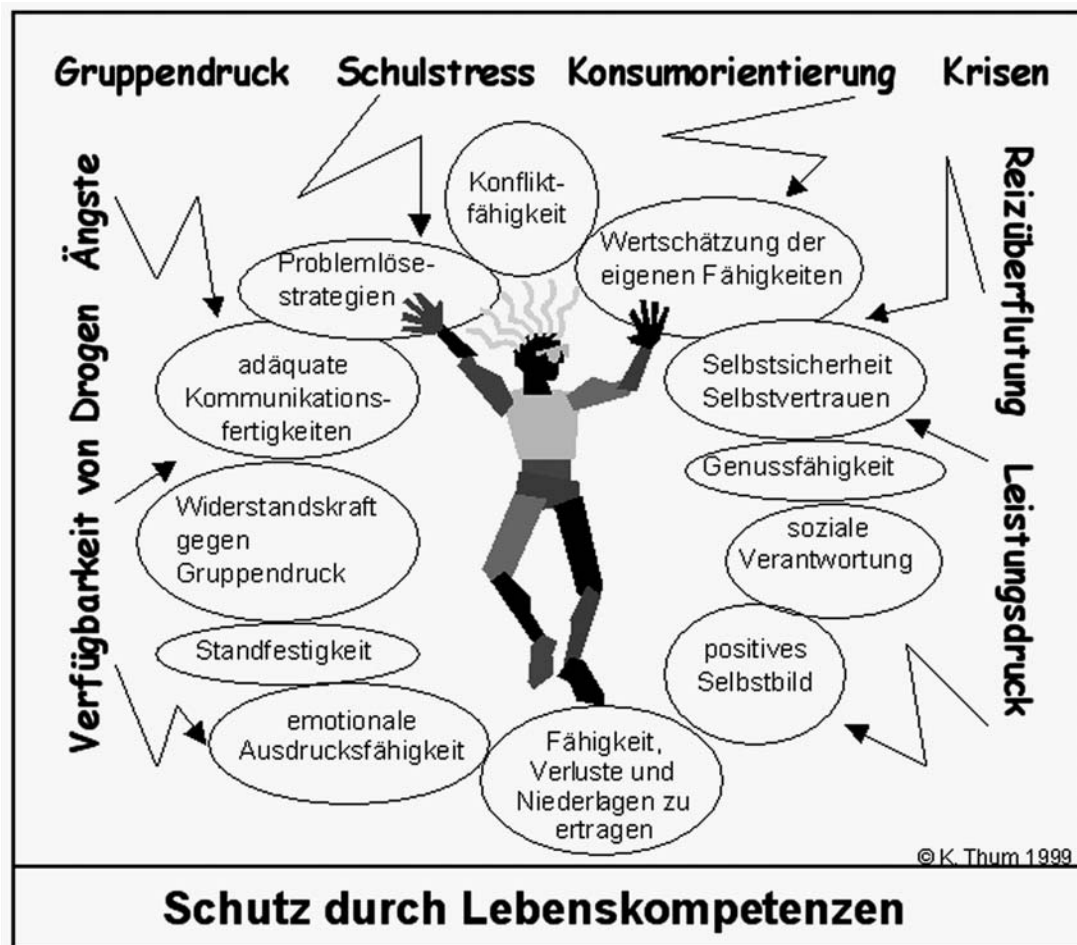 Gruppendruck Schulstress Konsumorientierung Krisen
Ängste
Verfügbarkeit von Drogen
Reizüberflutung
Leistungsdruck
Konflikt-
fähigkeit
Problemlöse-
strategien
Wertschätzung der
eigenen Fähigkeiten
adäquate
Kommunikations-
fertigkeiten
Selbstsicherheit
Selbstvertrauen
Genussfähigkeit
Widerstandskraft
gegen
Gruppendruck
soziale
Verantwortung
Standfestigkeit
positives
Selbstbild
emotionale
Ausdrucksfähigkeit
Fähigkeit,
Verluste und
Niederlagen zu
ertragen
© K. Thum 1999
Schutz durch Lebenskompetenzen